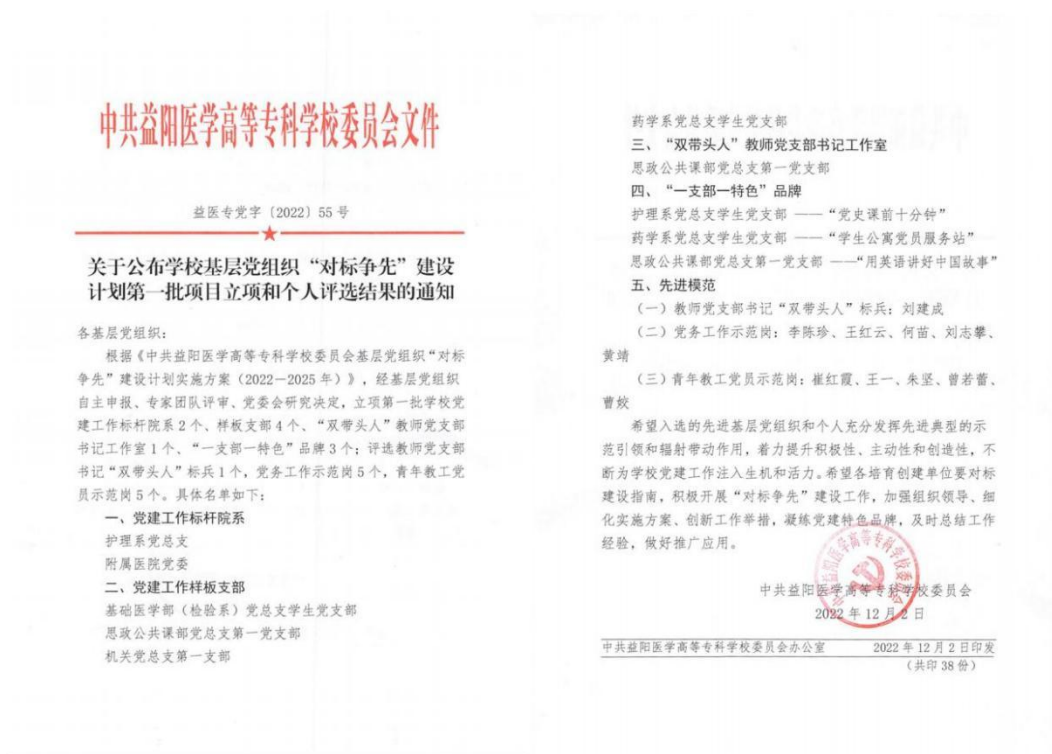 中共益阳医学高等专科学校委员会文件
益医专党字〔2022〕55号
关于公布学校基层党组织“对标争先”建设
计划第一批项目立项和个人评选结果的通知
各基层党组织：
根据《中共益阳医学高等专科学校委员会基层党组织“对标
争先”建设计划实施方案（2022—2025年）》，经基层党组织
自主申报、专家团队评审、党委会研究决定，立项第一批学校党
建工作标杆院系2个、样板支部4个、“双带头人”教师党支部
书记工作室1个、“一支部一特色”品牌3个；评选教师党支部
书记“双带头人”标兵1个，党务工作示范岗5个，青年教工党
员示范岗5个。具体名单如下：
一、党建工作标杆院系
护理系党总支
附属医院党委
二、党建工作样板支部
基础医学部（检验系）党总支学生党支部
思政公共课部党总支第一党支部
机关党总支第一支部
药学系党总支学生党支部
三、“双带头人”教师党支部书记工作室
思政公共课部党总支第一党支部
四、“一支部一特色”品牌
护理系党总支学生党支部 ——“党史课前十分钟”
药学系党总支学生党支部 ——“学生公寓党员服务站”
思政公共课部党总支第一党支部 ——“用英语讲好中国故事”
五、先进模范
（一）教师党支部书记“双带头人”标兵：刘建成
（二）党务工作示范岗：李陈珍、王红云、何苗、刘志攀、
黄靖
（三）青年教工党员示范岗：崔红霞、王一、朱坚、曾若蕾、
曹姣
希望入选的先进基层党组织和个人充分发挥先进典型的示
范引领和辐射带动作用，着力提升积极性、主动性和创造性，不
断为学校党建工作注入生机和活力。希望各培育创建单位要对标
建设指南，积极开展“对标争先”建设工作，加强组织领导、细
化实施方案、创新工作举措，凝练党建特色品牌，及时总结工作
经验，做好推广应用。
中共益阳医学高等专科学校委员会
2022年12月2日
中共益阳医学高等专科学校委员会
中共益阳医学高等专科学校委员会办公室 2022年12月2日印发
（共印38份）